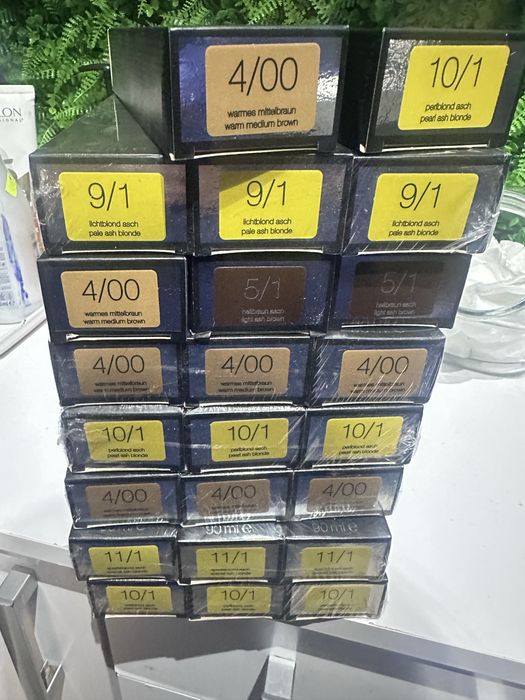 4/00
warmes mittelbraun
warm medium brown
10/1
perlblond asch
pearl ash blonde
9/1
lichtblond asch
pale ash blonde
9/1
lichtblond asch
pale ash blonde
9/1
lichtblond asch
pale ash blonde
4/00
warmes mittelbraun
warm medium brown
5/1
hellbraun asch
light ash brown
5/1
hellbraun asch
light ash brown
4/00
warmes mittelbraun
warm medium brown
4/00
warmes mittelbraun
warm medium brown
4/00
warmes mittelbraun
warm medium brown
10/1
perlblond asch
pearl ash blonde
10/1
perlblond asch
pearl ash blonde
10/1
perlblond asch
pearl ash blonde
4/00
4/00
4/00
90 ml e
90 ml e
11/1
11/1
11/1
10/1
10/1
10/1